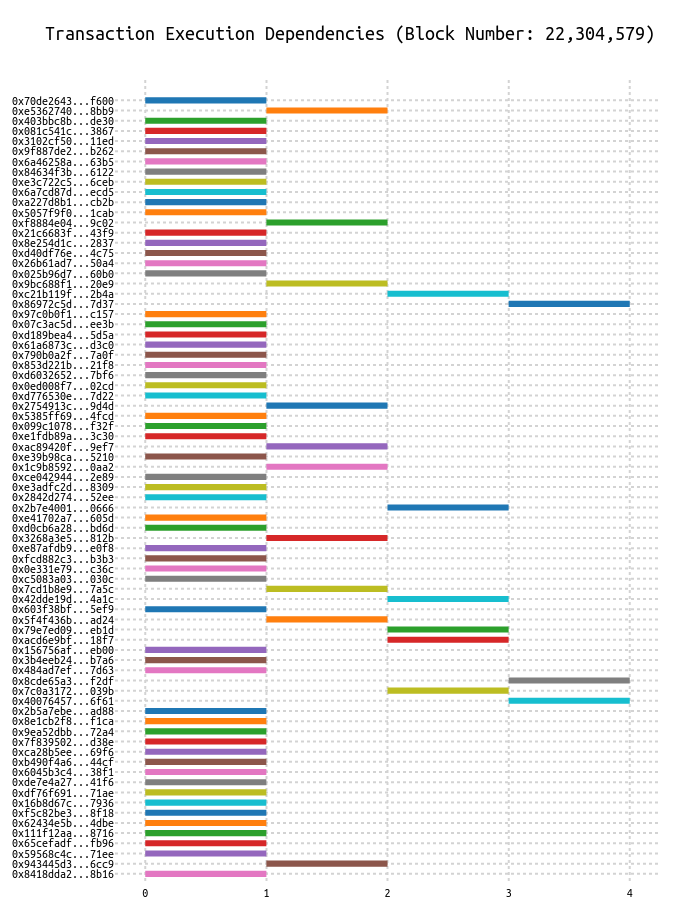 Transaction Execution Dependencies (Block Number: 22,304,579)
0x70de2643...f600
0xe5362740...8bb9
0x403bbc8b...de30
0x081c541c...3867
0x3102cf50...11ed
0x9f887de2...b262
0x6a46258a...63b5
0x84634f3b...6122
0xe3c722c5...6ceb
0x6a7cd87d...ecd5
0xa227d8b1...cb2b
0x5057f9f0...1cab
0xf8884e04...9c02
0x21c6683f...43f9
0x8e254d1c...2837
0xd40df76e...4c75
0x26b61ad7...50a4
0x025b96d7...60b0
0x9bc688f1...20e9
0xc21b119f...2b4a
0x86972c5d...7d37
0x97c0b0f1...c157
0x07c3ac5d...ee3b
0xd189bea4...5d5a
0x61a6873c...d3c0
0x790b0a2f...7a0f
0x853d221b...21f8
0xd6032652...7bf6
0x0ed008f7...02cd
0xd776530e...7d22
0x2754913c...9d4d
0x5385ff69...4fcd
0x099c1078...f32f
0xe1fdb89a...3c30
0xac89420f...9ef7
0xe39b98ca...5210
0x1c9b8592...0aa2
0xce042944...2e89
0xe3adfc2d...8309
0x2842d274...52ee
0x2b7e4001...0666
0xe41702a7...605d
0xd0cb6a28...bd6d
0x3268a3e5...812b
0xe87afdb9...e0f8
0xfcd882c3...b3b3
0x0e331e79...c36c
0xc5083a03...030c
0x7cd1b8e9...7a5c
0x42dde19d...4a1c
0x603f38bf...5ef9
0x5f4f436b...ad24
0x79e7ed09...eb1d
0xacd6e9bf...18f7
0x156756af...eb00
0x3b4eeb24...b7a6
0x484ad7ef...7d63
0x8cde65a3...f2df
0x7c0a3172...039b
0x40076457...6f61
0x2b5a7ebe...ad88
0x8e1cb2f8...f1ca
0x9ea52dbb...72a4
0x7f839502...d38e
0xca28b5ee...69f6
0xb490f4a6...44cf
0x6045b3c4...38f1
0xde7e4a27...41f6
0xdf76f691...71ae
0x16b8d67c...7936
0xf5c82be3...8f18
0x62434e5b...4dbe
0x111f12aa...8716
0x65cefadf...fb96
0x59568c4c...71ee
0x943445d3...6cc9
0x8418dda2...8b16
0 1 2 3 4